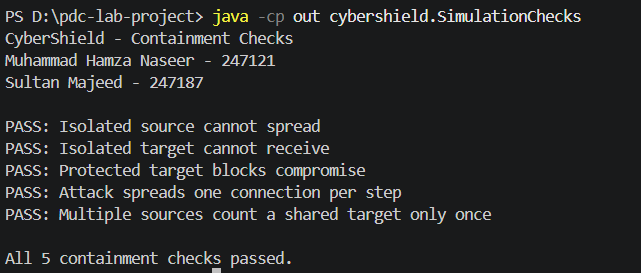 PS D:\pdc-lab-project> java -cp out cybershield.SimulationChecks
CyberShield - Containment Checks
Muhammad Hamza Naseer - 247121
Sultan Majeed - 247187
PASS: Isolated source cannot spread
PASS: Isolated target cannot receive
PASS: Protected target blocks compromise
PASS: Attack spreads one connection per step
PASS: Multiple sources count a shared target only once
All 5 containment checks passed.